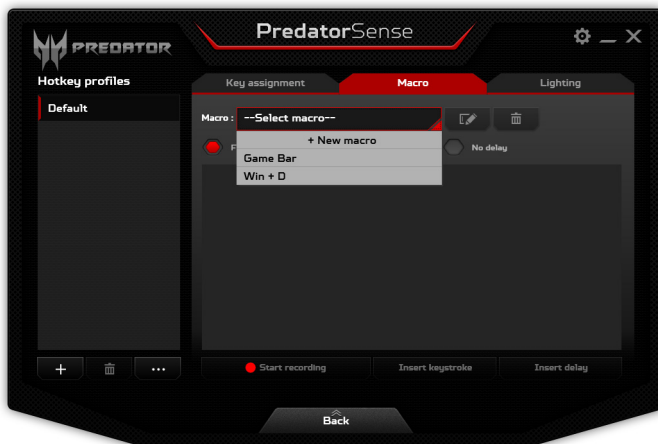 PREDATOR
PredatorSense
Hotkey profiles
Key assignment
Macro
Lighting
Default
Macro :
--Select macro--
+ New macro
F
No delay
Game Bar
Win + D
Start recording
Insert keystroke
Insert delay
Back